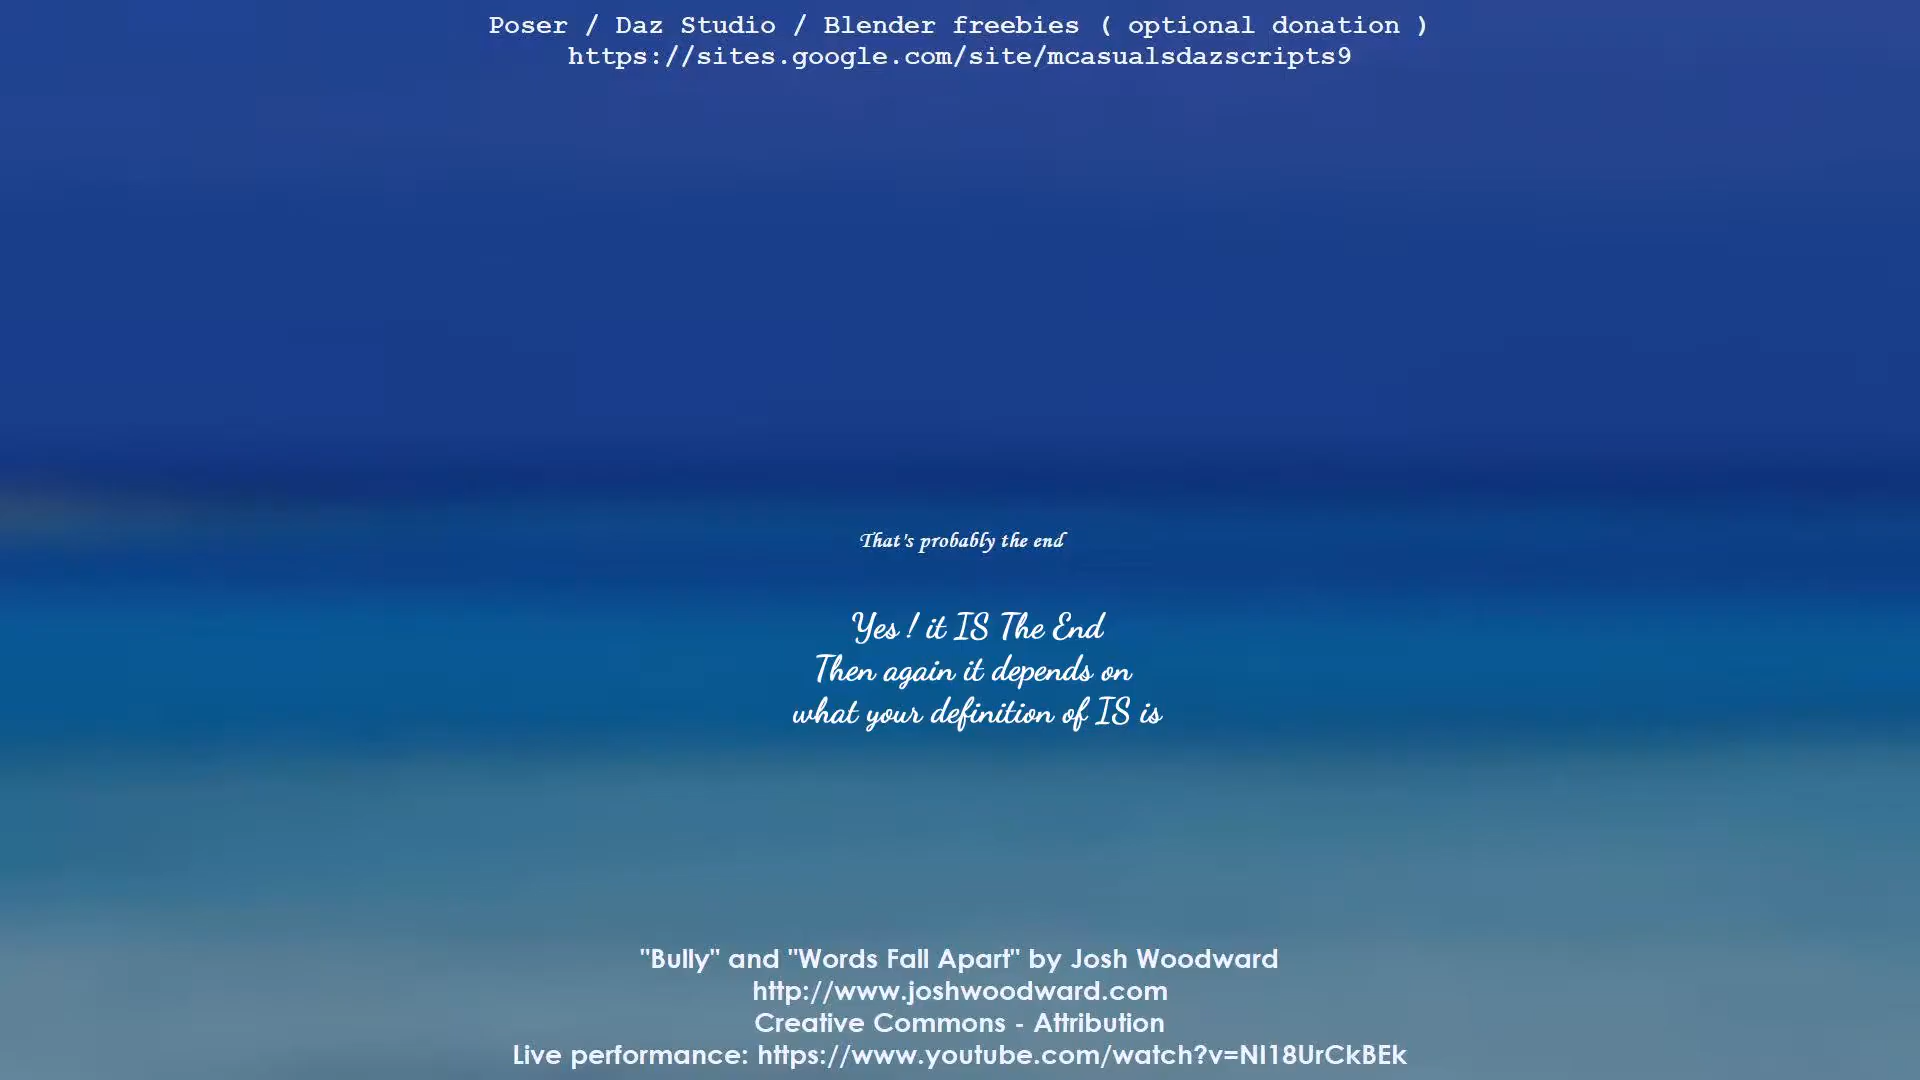 Poser / Daz Studio / Blender freebies ( optional donation )
https://sites.google.com/site/mcasualsdazscripts9
That's probably the end
Yes ! it IS The End
Then again it depends on
what your definition of IS is
"Bully" and "Words Fall Apart" by Josh Woodward
http://www.joshwoodward.com
Creative Commons - Attribution
Live performance: https://www.youtube.com/watch?v=NI18UrCkBEk